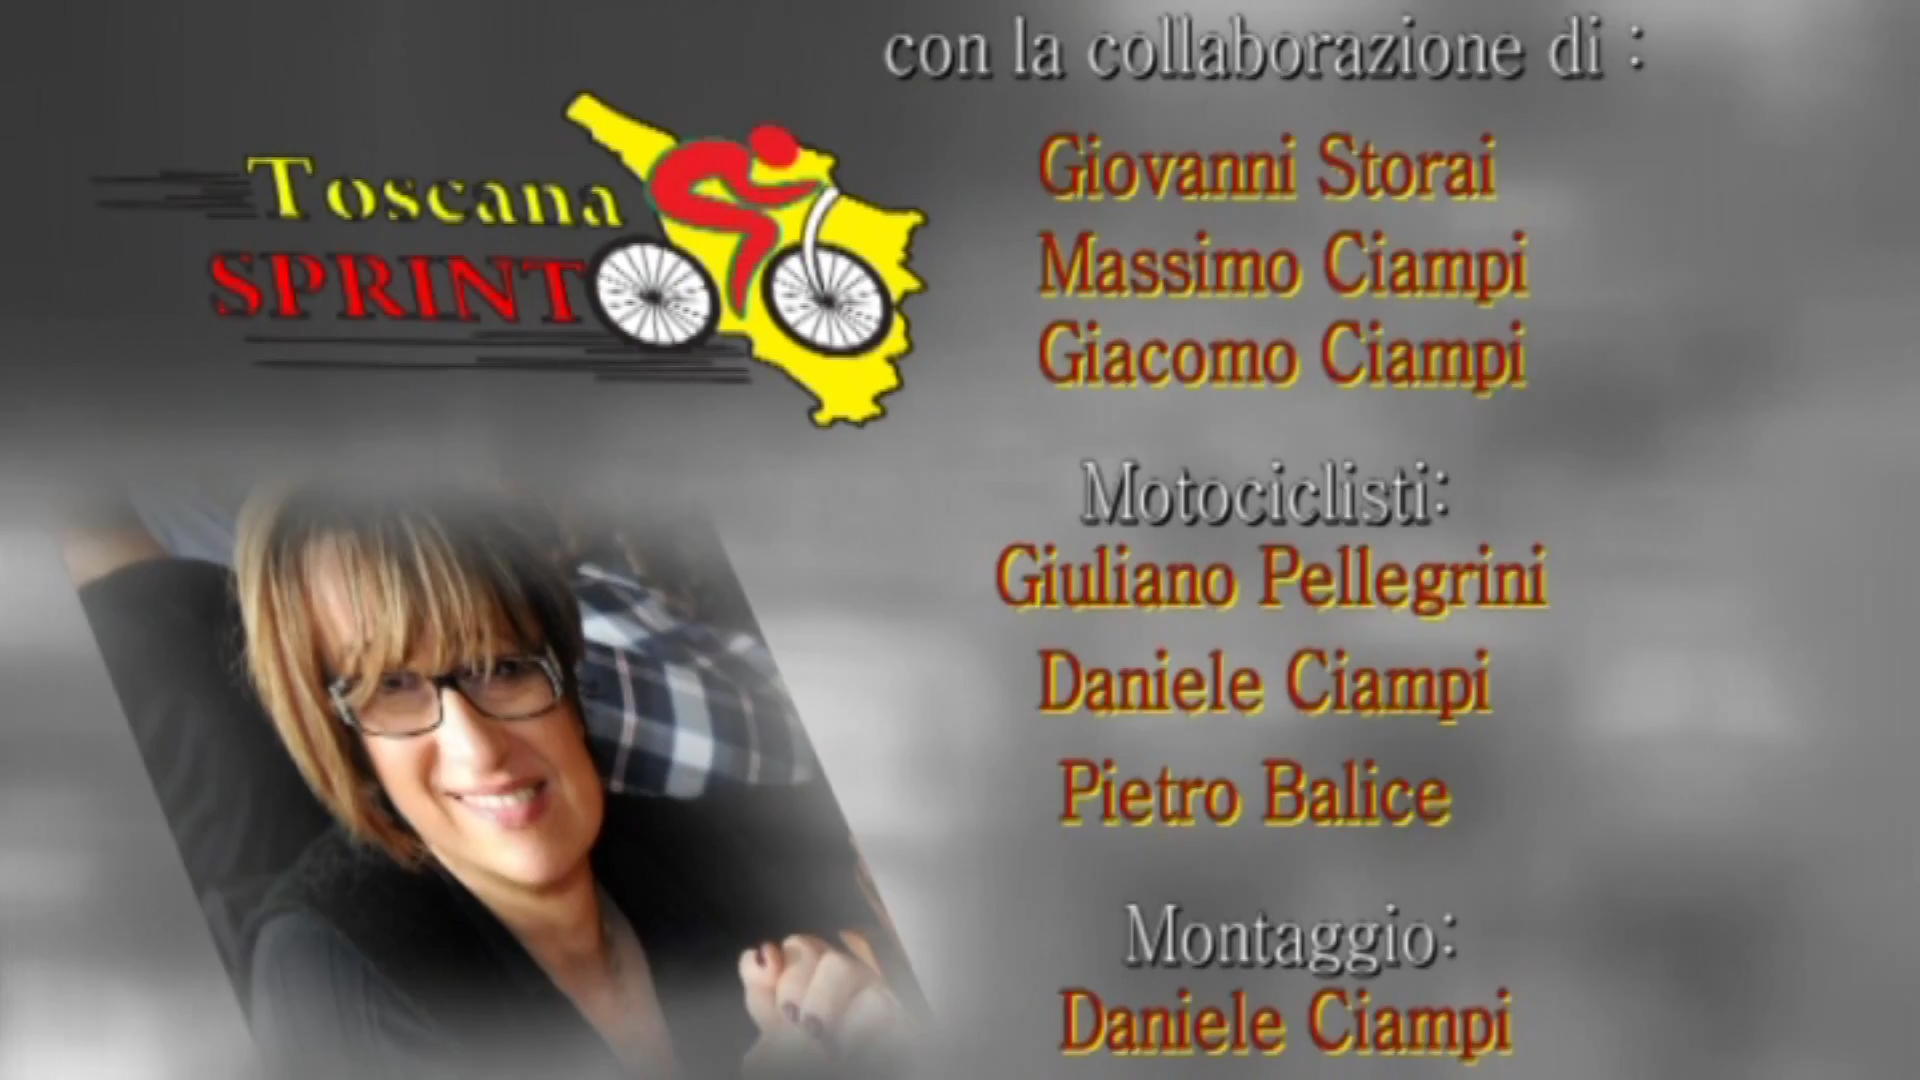 Toscana
SPRINT
con la collaborazione di :
Giovanni Storai
Massimo Ciampi
Giacomo Ciampi
Motociclisti:
Giuliano Pellegrini
Daniele Ciampi
Pietro Balice
Montaggio:
Daniele Ciampi